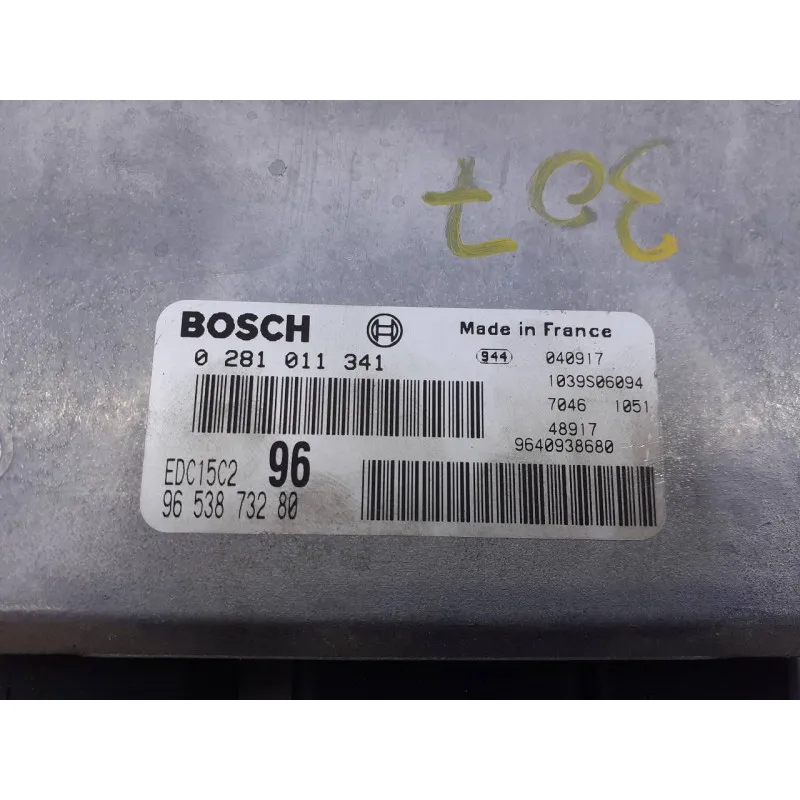 307
BOSCH Made in France
0 281 011 341 944 040917
1039S06094
7046 1051
48917
9640938680
EDC15C2 96
96 538 732 80